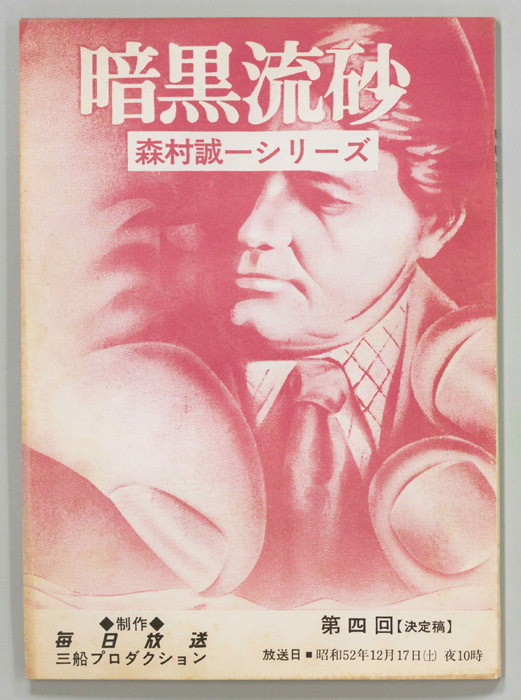 暗黒流砂
森村誠一シリーズ
◆制作◆
毎日放送
三船プロダクション
第四回【決定稿】
放送日■昭和52年12月17日(土) 夜10時